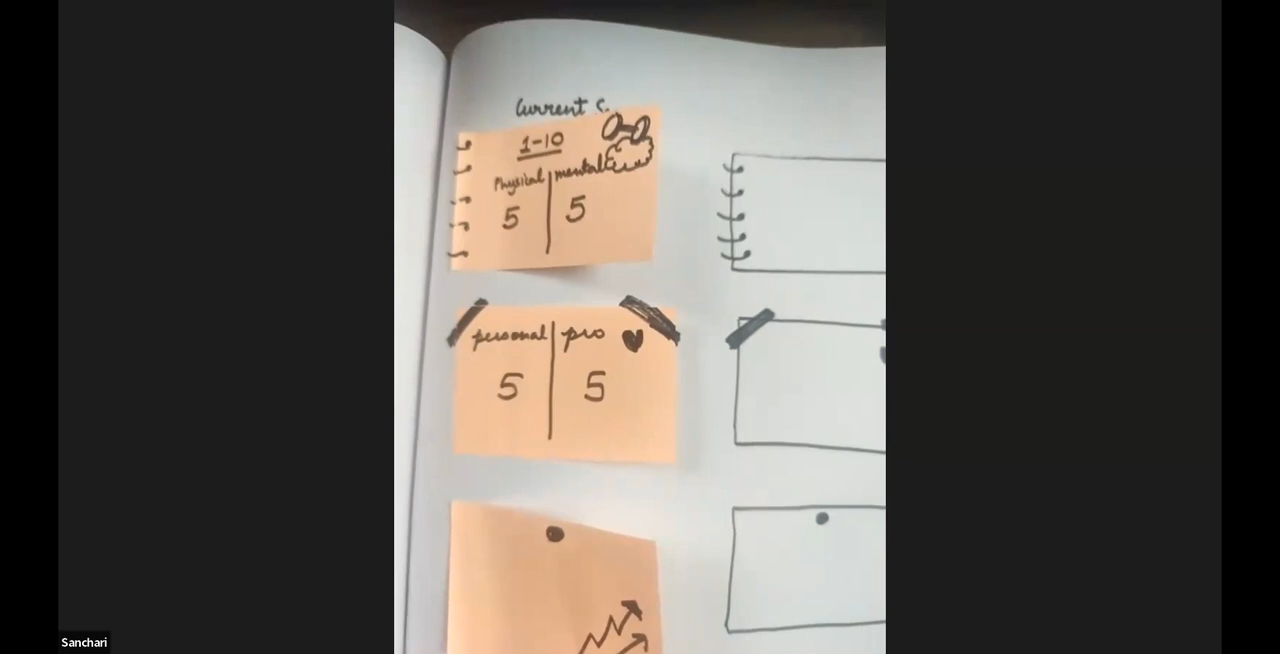 Current S
1-10
Physical mental
5 5
personal pro
5 5
Sanchari